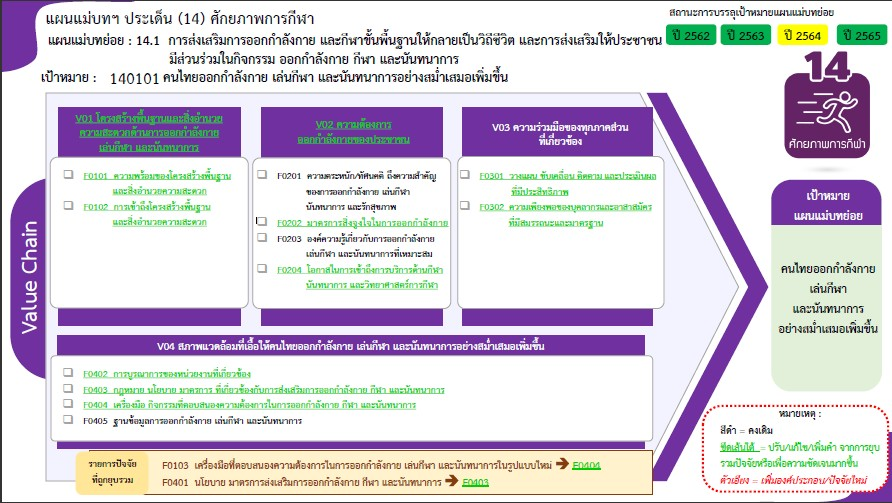 แผนแม่บทฯ ประเด็น (14) ศักยภาพการกีฬา
แผนแม่บทย่อย : 14.1 การส่งเสริมการออกกำลังกาย และกีฬาขั้นพื้นฐานให้กลายเป็นวิถีชีวิต และการส่งเสริมให้ประชาชน
มีส่วนร่วมในกิจกรรม ออกกำลังกาย กีฬา และนันทนาการ
เป้าหมาย : 140101 คนไทยออกกำลังกาย เล่นกีฬา และนันทนาการอย่างสม่ำเสมอเพิ่มขึ้น
สถานะการบรรลุเป้าหมายแผนแม่บทย่อย
ปี 2562 ปี 2563 ปี 2564 ปี 2565
14
ศักยภาพการกีฬา
Value Chain
V01 โครงสร้างพื้นฐานและสิ่งอำนวย
ความสะดวกด้านการออกกำลังกาย
เล่นกีฬา และนันทนาการ
F0101 ความพร้อมของโครงสร้างพื้นฐาน
และสิ่งอำนวยความสะดวก
F0102 การเข้าถึงโครงสร้างพื้นฐาน
และสิ่งอำนวยความสะดวก
V02 ความต้องการ
ออกกำลังกายของประชาชน
F0201 ความตระหนัก/ทัศนคติ ถึงความสำคัญ
ของการออกกำลังกาย เล่นกีฬา
นันทนาการ และรักสุขภาพ
F0202 มาตรการสิ่งจูงใจในการออกกำลังกาย
F0203 องค์ความรู้เกี่ยวกับการออกกำลังกาย
เล่นกีฬา และนันทนาการที่เหมาะสม
F0204 โอกาสในการเข้าถึงการบริการด้านกีฬา
นันทนาการ และวิทยาศาสตร์การกีฬา
V03 ความร่วมมือของทุกภาคส่วน
ที่เกี่ยวข้อง
F0301 วางแผน ขับเคลื่อน ติดตาม และประเมินผล
ที่มีประสิทธิภาพ
F0302 ความเพียงพอของบุคลากรและอาสาสมัคร
ที่มีสมรรถนะและมาตรฐาน
V04 สภาพแวดล้อมที่เอื้อให้คนไทยออกกำลังกาย เล่นกีฬา และนันทนาการอย่างสม่ำเสมอเพิ่มขึ้น
F0402 การบูรณาการของหน่วยงานที่เกี่ยวข้อง
F0403 กฎหมาย นโยบาย มาตรการ ที่เกี่ยวข้องกับการส่งเสริมการออกกำลังกาย กีฬา และนันทนาการ
F0404 เครื่องมือ กิจกรรมที่ตอบสนองความต้องการในการออกกำลังกาย กีฬา และนันทนาการ
F0405 ฐานข้อมูลการออกกำลังกาย เล่นกีฬา และนันทนาการ
เป้าหมาย
แผนแม่บทย่อย
คนไทยออกกำลังกาย
เล่นกีฬา
และนันทนาการ
อย่างสม่ำเสมอเพิ่มขึ้น
รายการปัจจัย
ที่ถูกยุบรวม
F0103 เครื่องมือที่ตอบสนองความต้องการในการออกกำลังกาย เล่นกีฬา และนันทนาการในรูปแบบใหม่ ➔ F0404
F0401 นโยบาย มาตรการส่งเสริมการออกกำลังกาย กีฬา และนันทนาการ ➔ F0403
หมายเหตุ :
สีดำ = คงเดิม
ขีดเส้นใต้ = ปรับ/แก้ไข/เพิ่มคำ จากการยุบ
รวมปัจจัยหรือเพื่อความชัดเจนมากขึ้น
ตัวเอียง = เพิ่มองค์ประกอบ/ปัจจัยใหม่